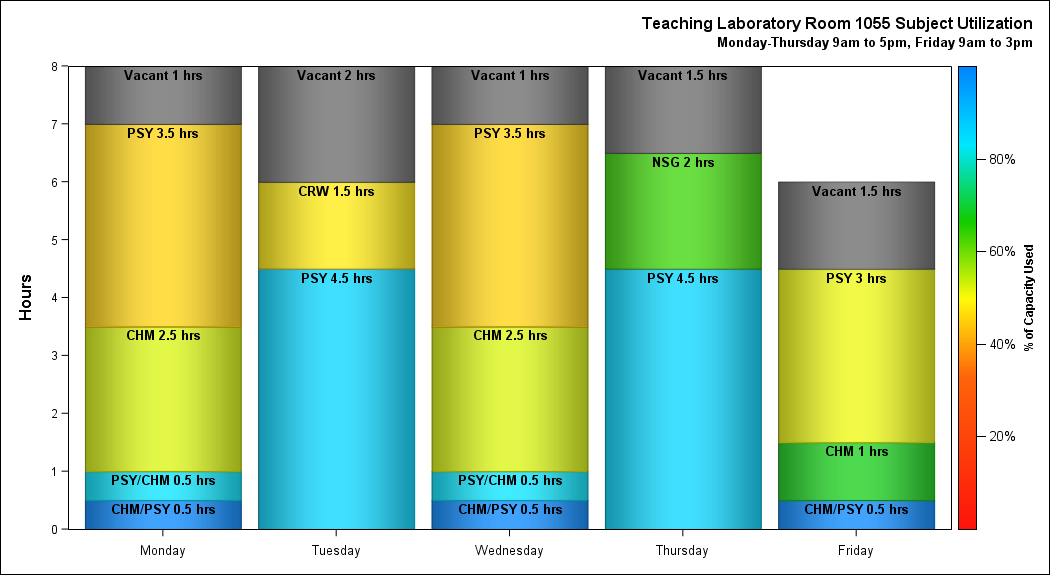 Teaching Laboratory Room 1055 Subject Utilization
Monday-Thursday 9am to 5pm, Friday 9am to 3pm
Hours
8
7
6
5
4
3
2
1
0
Vacant 1 hrs
PSY 3.5 hrs
CHM 2.5 hrs
PSY/CHM 0.5 hrs
CHM/PSY 0.5 hrs
Monday
Vacant 2 hrs
CRW 1.5 hrs
PSY 4.5 hrs
Tuesday
Vacant 1 hrs
PSY 3.5 hrs
CHM 2.5 hrs
PSY/CHM 0.5 hrs
CHM/PSY 0.5 hrs
Wednesday
Vacant 1.5 hrs
NSG 2 hrs
PSY 4.5 hrs
Thursday
Vacant 1.5 hrs
PSY 3 hrs
CHM 1 hrs
CHM/PSY 0.5 hrs
Friday
80%
60%
40%
20%
% of Capacity Used